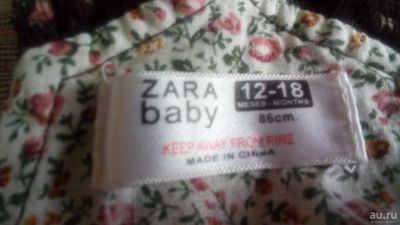 ZARA
baby
12-18
MESES - MONTHS
86cm.
KEEP AWAY FROM FIRE
MADE IN CHINA
au.ru